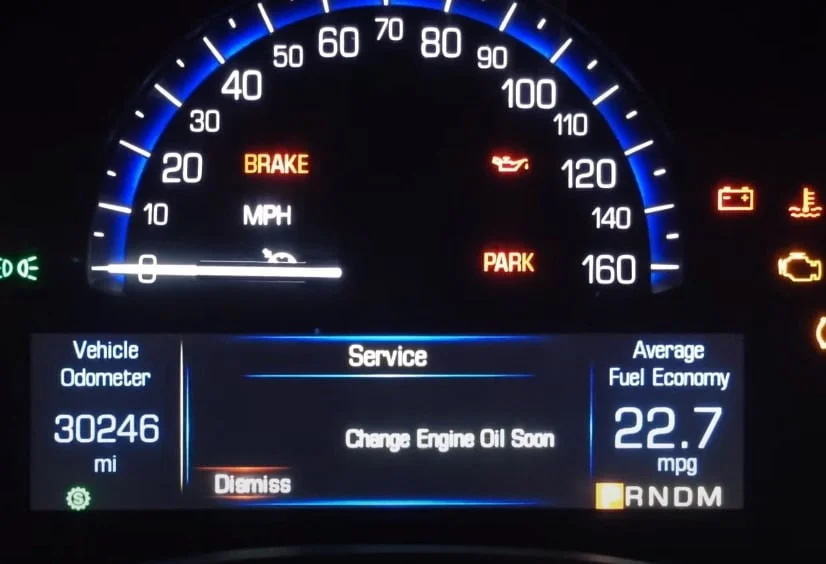 70
60
80
50
90
40
100
30
110
BRAKE
20
120
10
MPH
140
0
PARK
160
Vehicle
Odometer
Service
Average
Fuel Economy
30246
mi
Change Engine Oil Soon
22.7
mpg
Dismiss
S
PRNDM